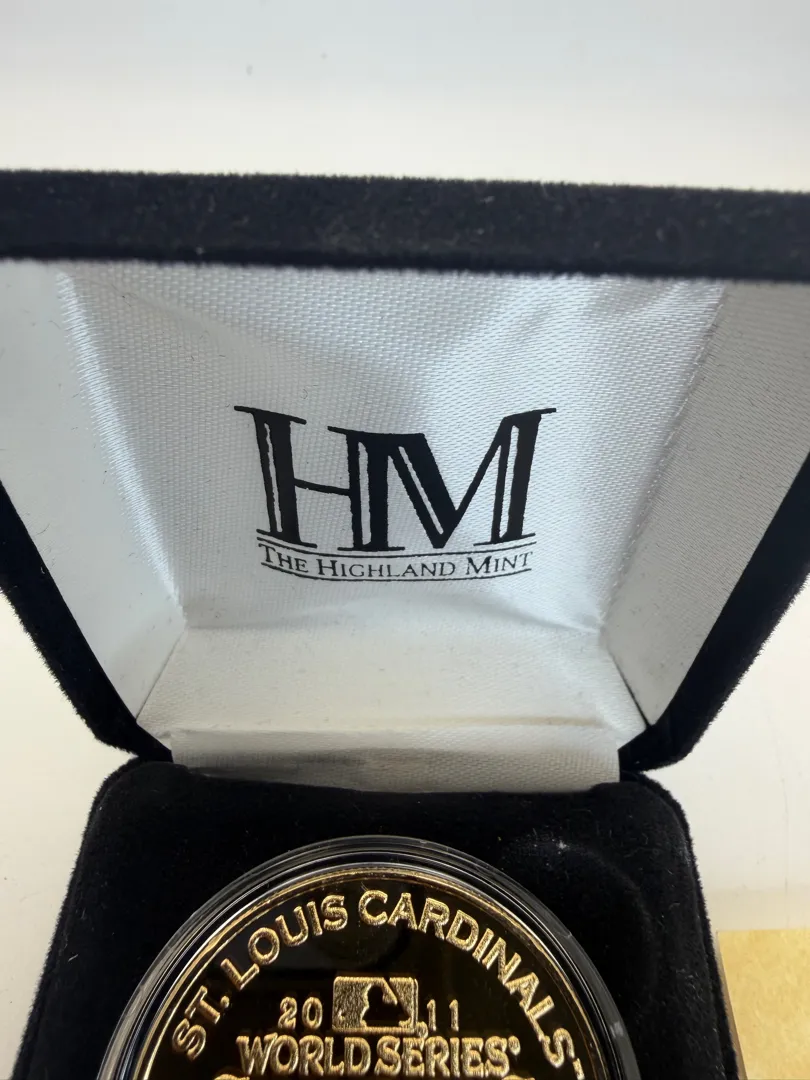 HM
THE HIGHLAND MINT
ST. LOUIS CARDINALS
20 11
WORLD SERIES®